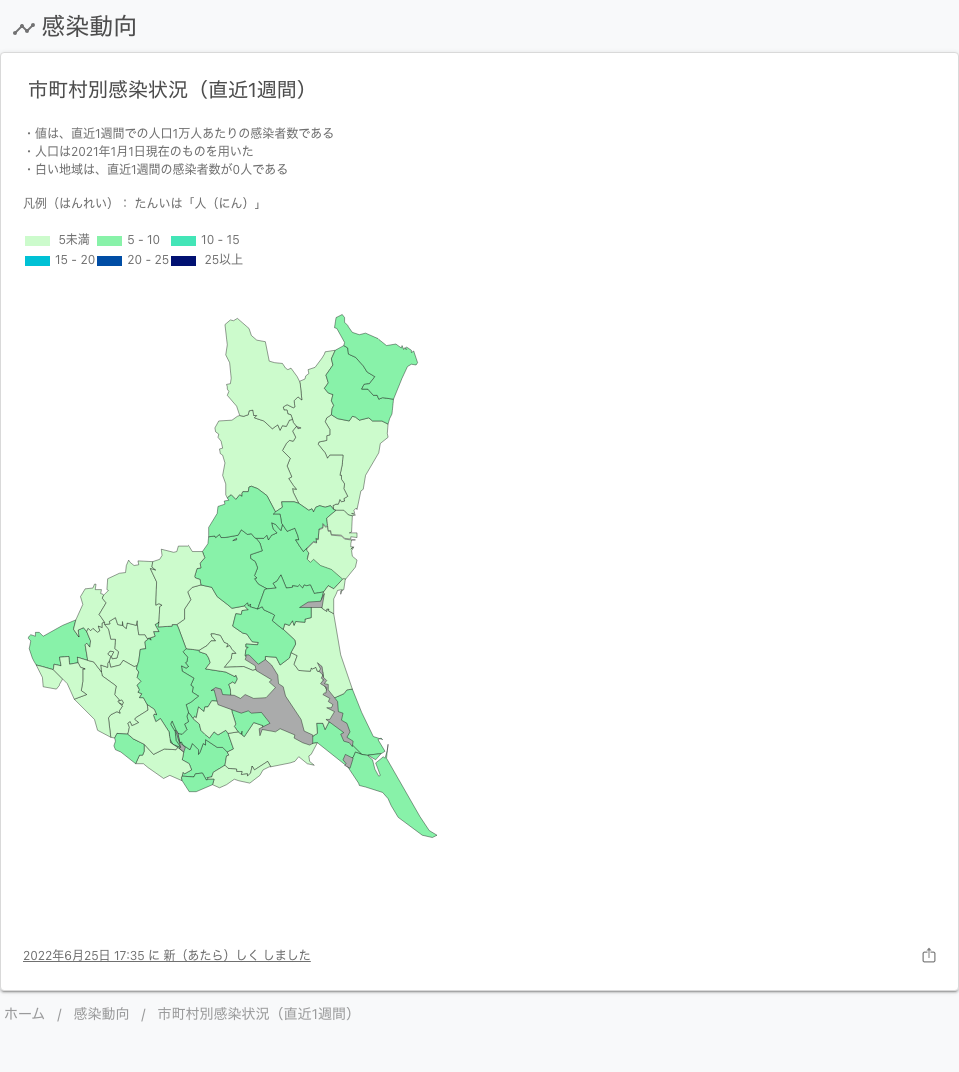 感染動向
市町村別感染状況（直近1週間）
・値は、直近1週間での人口1万人あたりの感染者数である
・人口は2021年1月1日現在のものを用いた
・白い地域は、直近1週間の感染者数が0人である
凡例（はんれい）： たんいは「人（にん）」
5未満 5 - 10 10 - 15
15 - 20 20 - 25 25以上
2022年6月25日 17:35 に 新（あたら）しく しました
ホーム / 感染動向 / 市町村別感染状況（直近1週間）